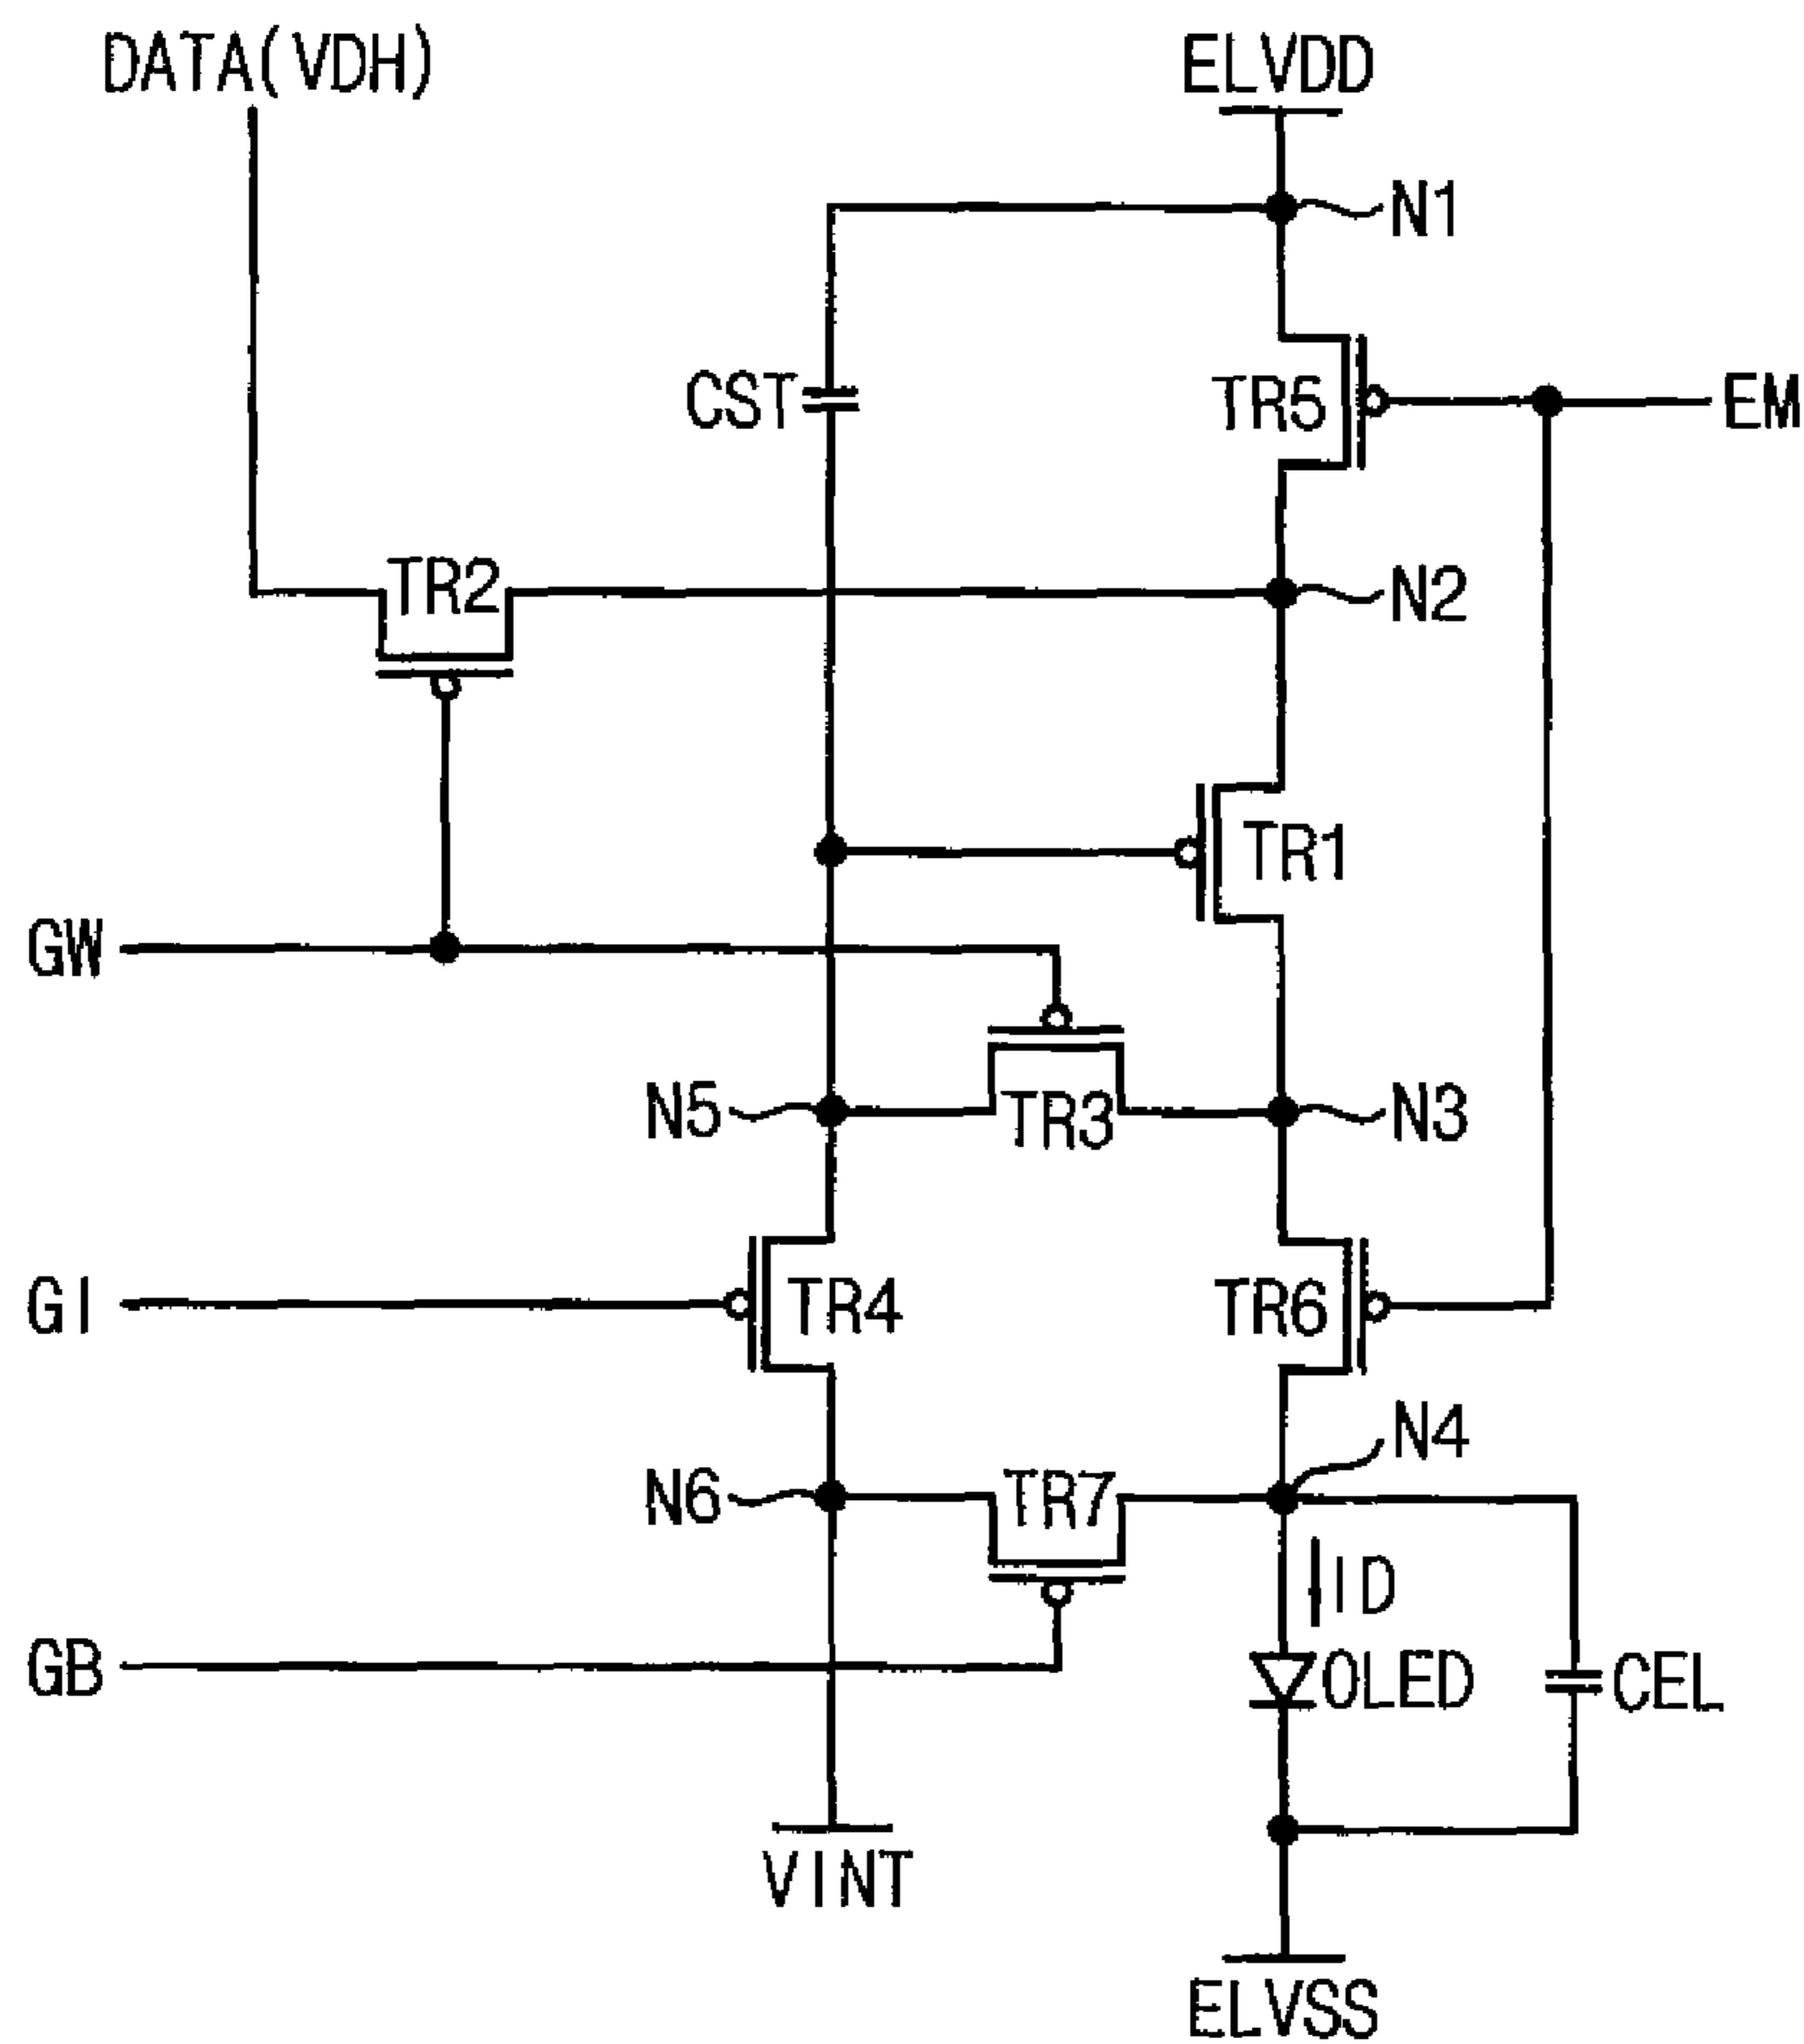 DATA(VDH)
ELVDD
N1
CST
TR5
EM
TR2
N2
TR1
GW
N5
TR3
N3
GI
TR4
TR6
N4
N6
TR7
ID
GB
OLED
CEL
VINT
ELVSS